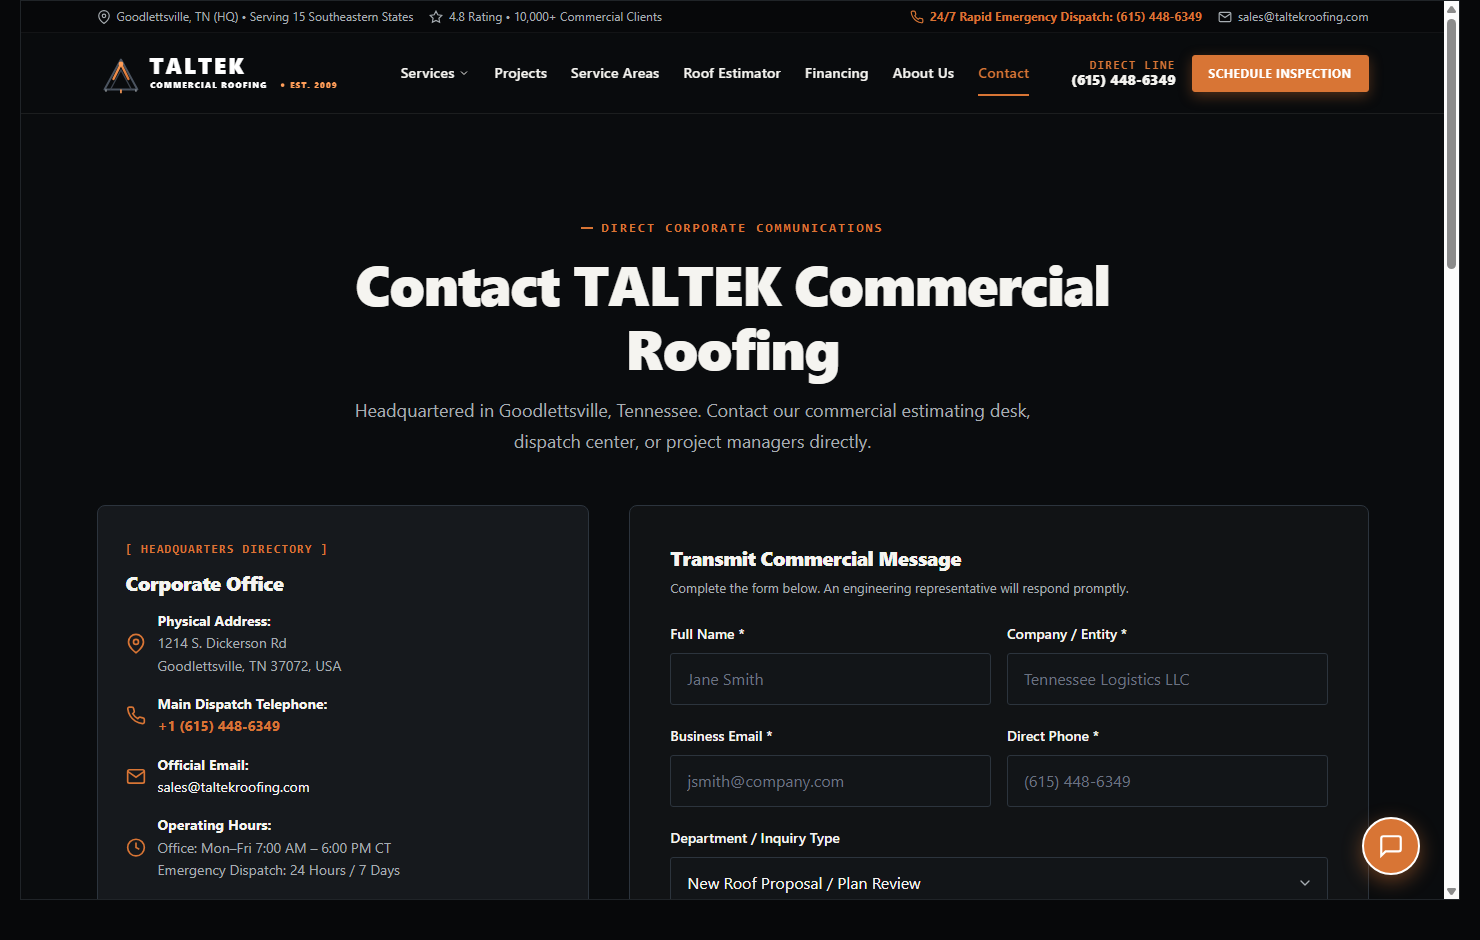 Goodlettsville, TN (HQ) • Serving 15 Southeastern States
4.8 Rating • 10,000+ Commercial Clients
24/7 Rapid Emergency Dispatch: (615) 448-6349
sales@taltekroofing.com
TALTEK
COMMERCIAL ROOFING • EST. 2009
Services
Projects
Service Areas
Roof Estimator
Financing
About Us
Contact
DIRECT LINE
(615) 448-6349
SCHEDULE INSPECTION
— DIRECT CORPORATE COMMUNICATIONS
Contact TALTEK Commercial
Roofing
Headquartered in Goodlettsville, Tennessee. Contact our commercial estimating desk,
dispatch center, or project managers directly.
[ HEADQUARTERS DIRECTORY ]
Corporate Office
Physical Address:
1214 S. Dickerson Rd
Goodlettsville, TN 37072, USA
Main Dispatch Telephone:
+1 (615) 448-6349
Official Email:
sales@taltekroofing.com
Operating Hours:
Office: Mon–Fri 7:00 AM – 6:00 PM CT
Emergency Dispatch: 24 Hours / 7 Days
Transmit Commercial Message
Complete the form below. An engineering representative will respond promptly.
Full Name *
Jane Smith
Company / Entity *
Tennessee Logistics LLC
Business Email *
jsmith@company.com
Direct Phone *
(615) 448-6349
Department / Inquiry Type
New Roof Proposal / Plan Review